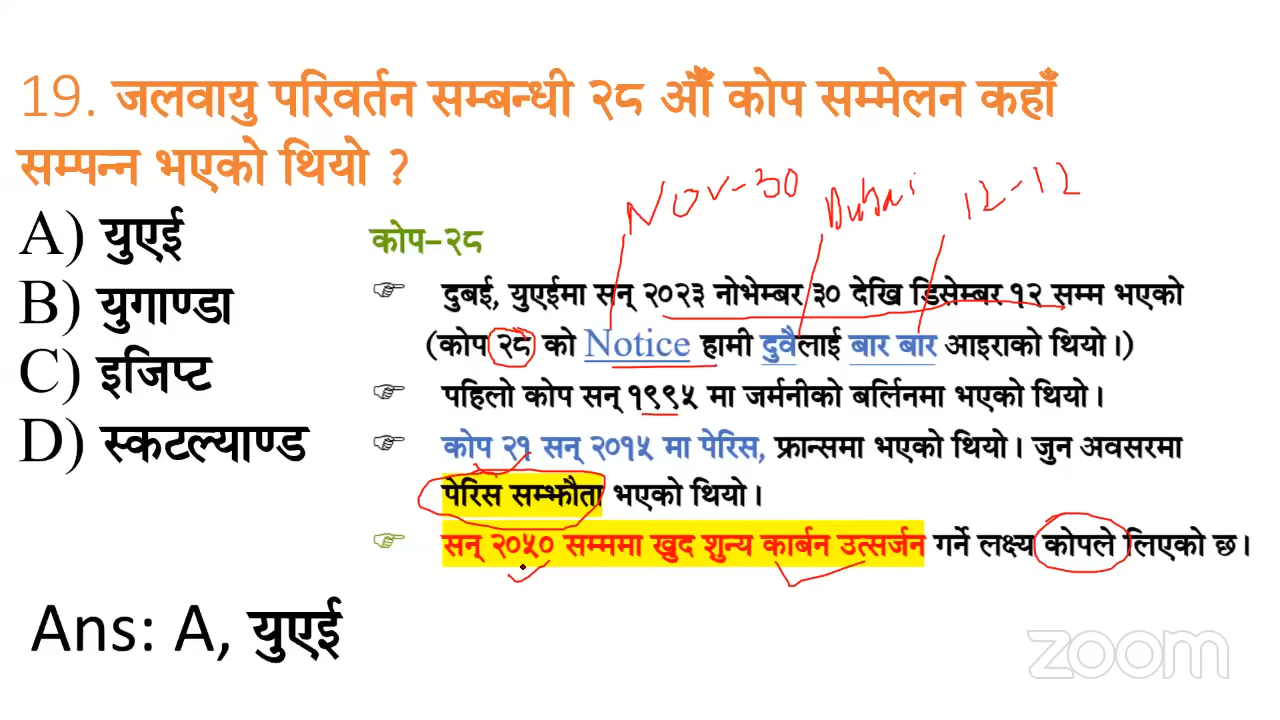 19. जलवायु परिवर्तन सम्बन्धी २८ औँ कोप सम्मेलन कहाँ
सम्पन्न भएको थियो ?
A) युएई
B) युगाण्डा
C) इजिप्ट
D) स्कटल्याण्ड
Nov-30 Dubai 12-12
कोप-२८
☞ दुबई, युएईमा सन् २०२३ नोभेम्बर ३० देखि डिसेम्बर १२ सम्म भएको
(कोप २८ को Notice हामी दुवैलाई बार बार आइराको थियो।)
☞ पहिलो कोप सन् १९९५ मा जर्मनीको बर्लिनमा भएको थियो।
☞ कोप २१ सन् २०१५ मा पेरिस, फ्रान्समा भएको थियो। जुन अवसरमा
पेरिस सम्झौता भएको थियो।
☞ सन् २०५० सम्ममा खुद शुन्य कार्बन उत्सर्जन गर्ने लक्ष्य कोपले लिएको छ।
Ans: A, युएई
zoom